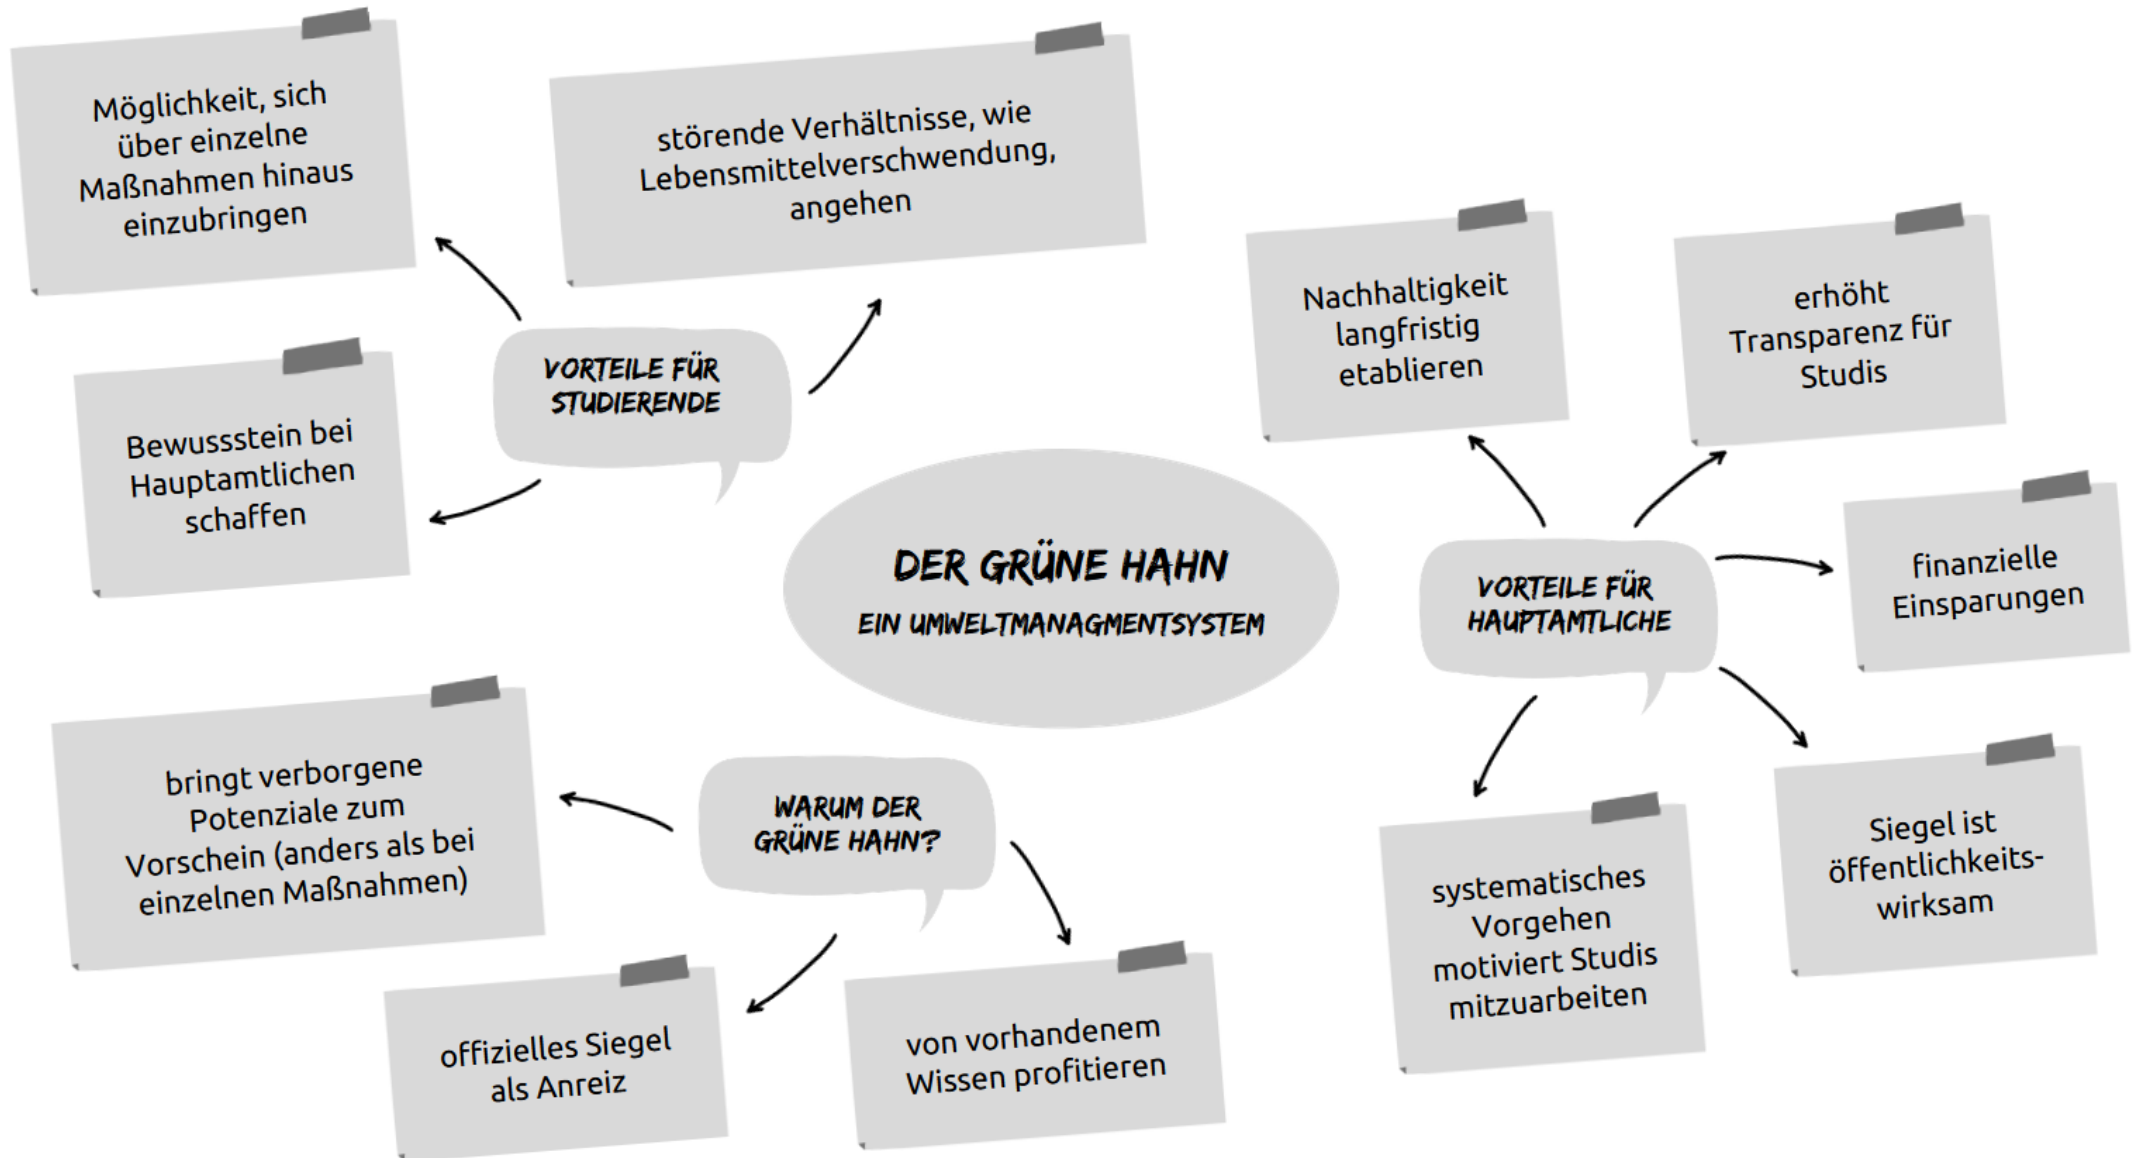 Möglichkeit, sich
über einzelne
Maßnahmen hinaus
einzubringen
störende Verhältnisse, wie
Lebensmittelverschwendung,
angehen
VORTEILE FÜR
STUDIERENDE
Bewussstein bei
Hauptamtlichen
schaffen
Nachhaltigkeit
langfristig
etablieren
erhöht
Transparenz für
Studis
DER GRÜNE HAHN
EIN UMWELTMANAGMENTSYSTEM
VORTEILE FÜR
HAUPTAMTLICHE
finanzielle
Einsparungen
bringt verborgene
Potenziale zum
Vorschein (anders als bei
einzelnen Maßnahmen)
WARUM DER
GRÜNE HAHN?
offizielles Siegel
als Anreiz
von vorhandenem
Wissen profitieren
systematisches
Vorgehen
motiviert Studis
mitzuarbeiten
Siegel ist
öffentlichkeits-
wirksam